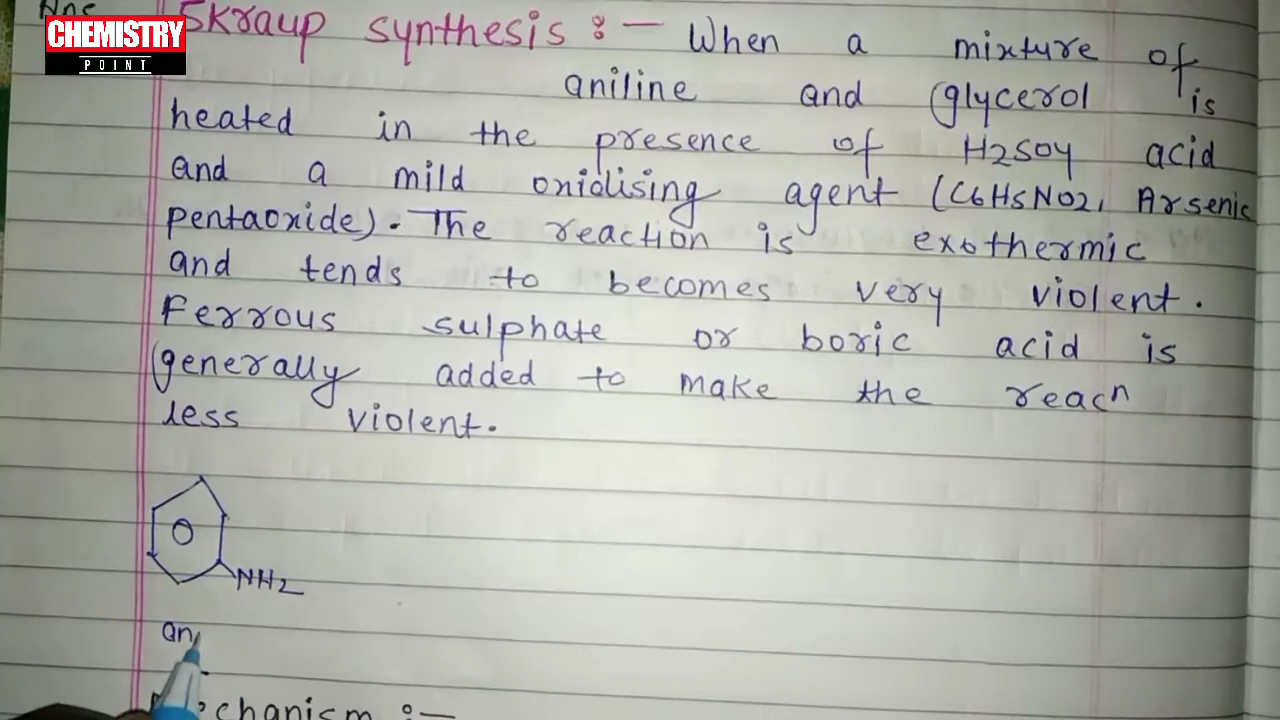 Ans
CHEMISTRY
POINT
Skraup synthesis :- When a mixture of
aniline and Glycerol is
heated in the presence of H2SO4 acid
and a mild oxidising agent (C6H5NO2, Arsenic
pentaoxide). The reaction is exothermic
and tends to becomes very violent.
Ferrous sulphate or boric acid is
Generally added to make the reacn
less violent.
NH2
an
Mechanism :-